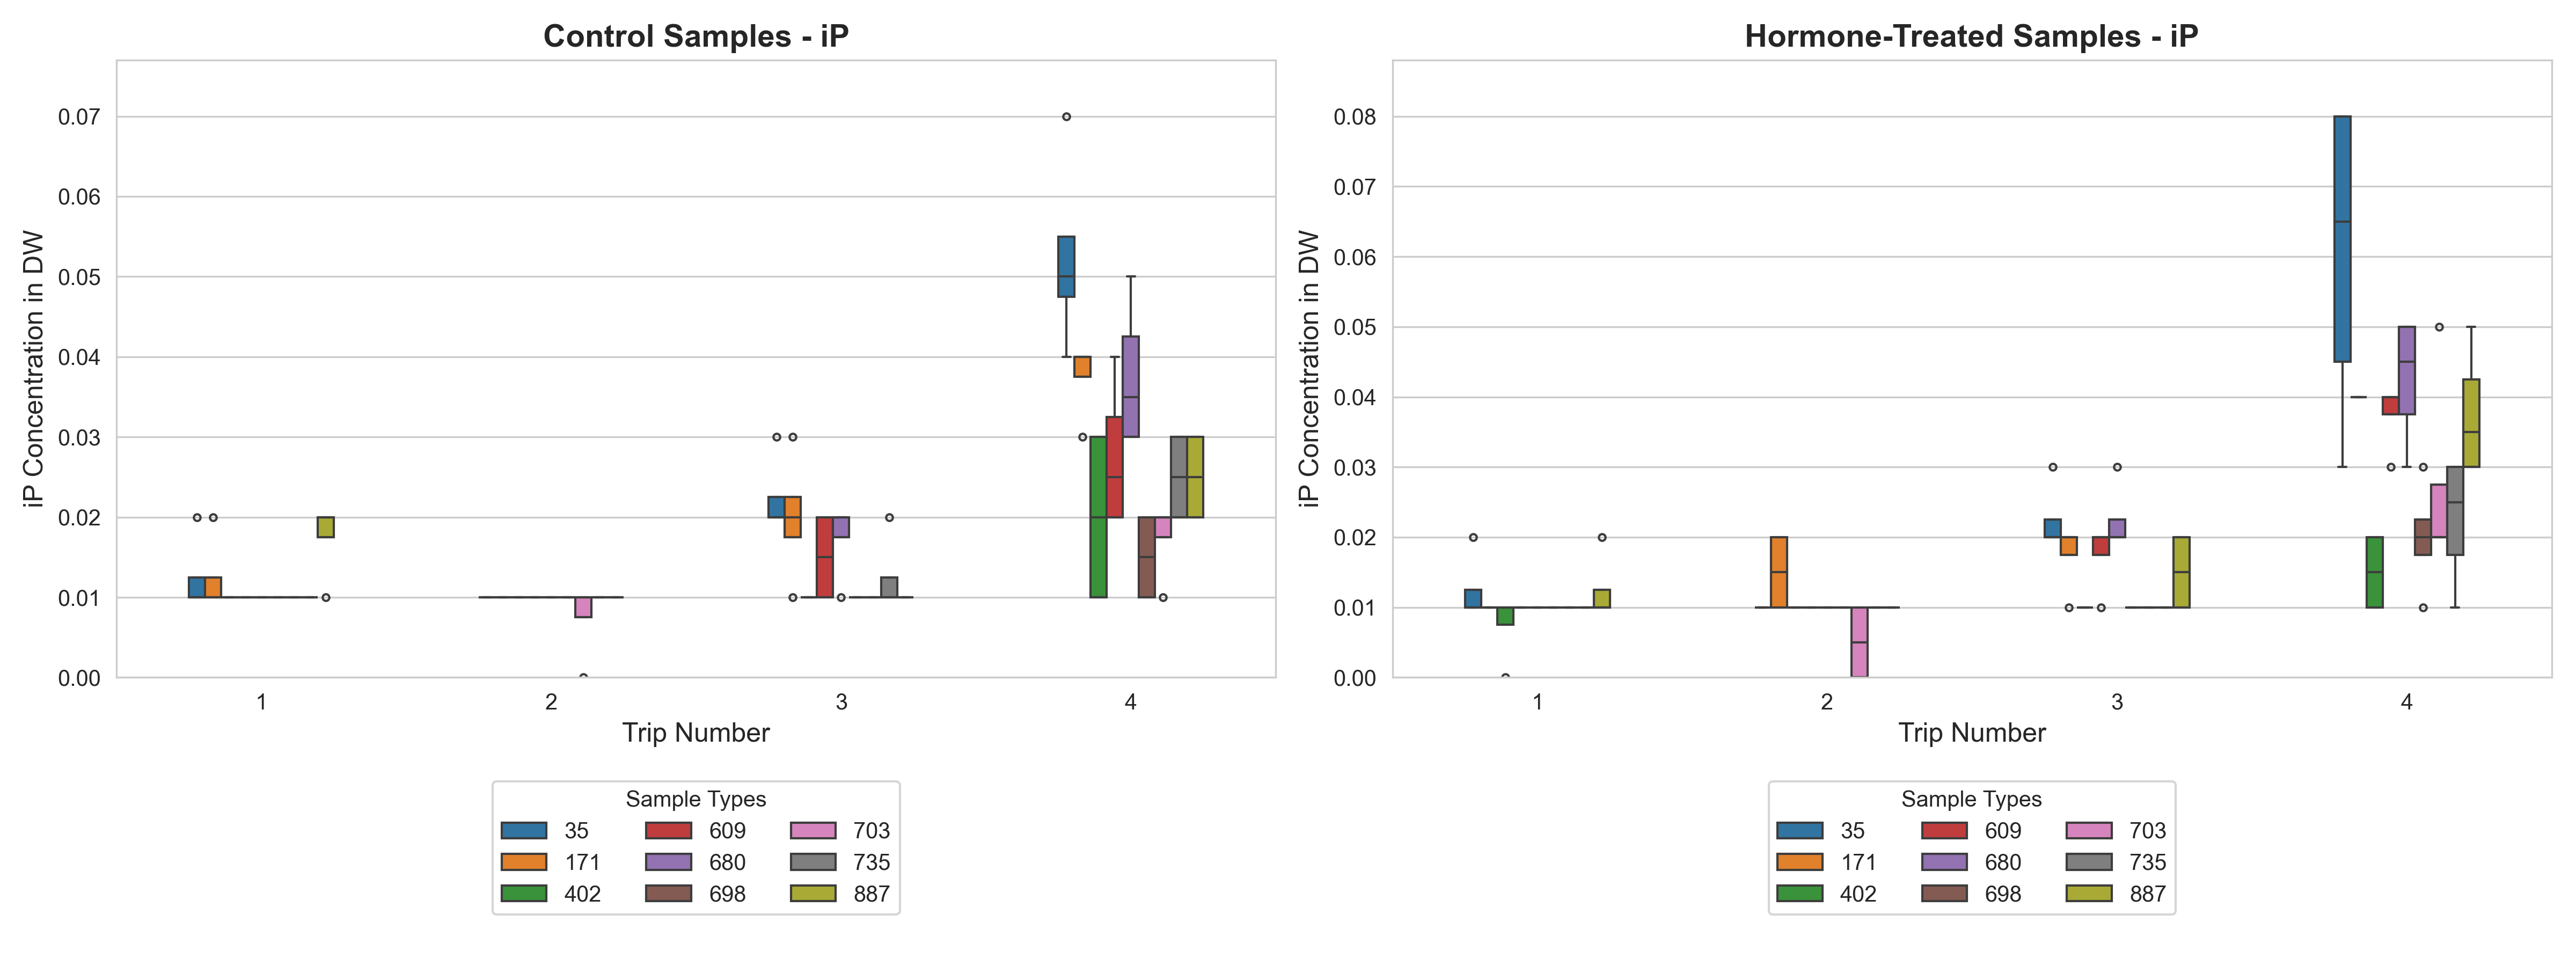 Control Samples - iP
iP Concentration in DW
0.07
0.06
0.05
0.04
0.03
0.02
0.01
0.00
1 2 3 4
Trip Number
Sample Types
35 609 703
171 680 735
402 698 887
Hormone-Treated Samples - iP
iP Concentration in DW
0.08
0.07
0.06
0.05
0.04
0.03
0.02
0.01
0.00
1 2 3 4
Trip Number
Sample Types
35 609 703
171 680 735
402 698 887